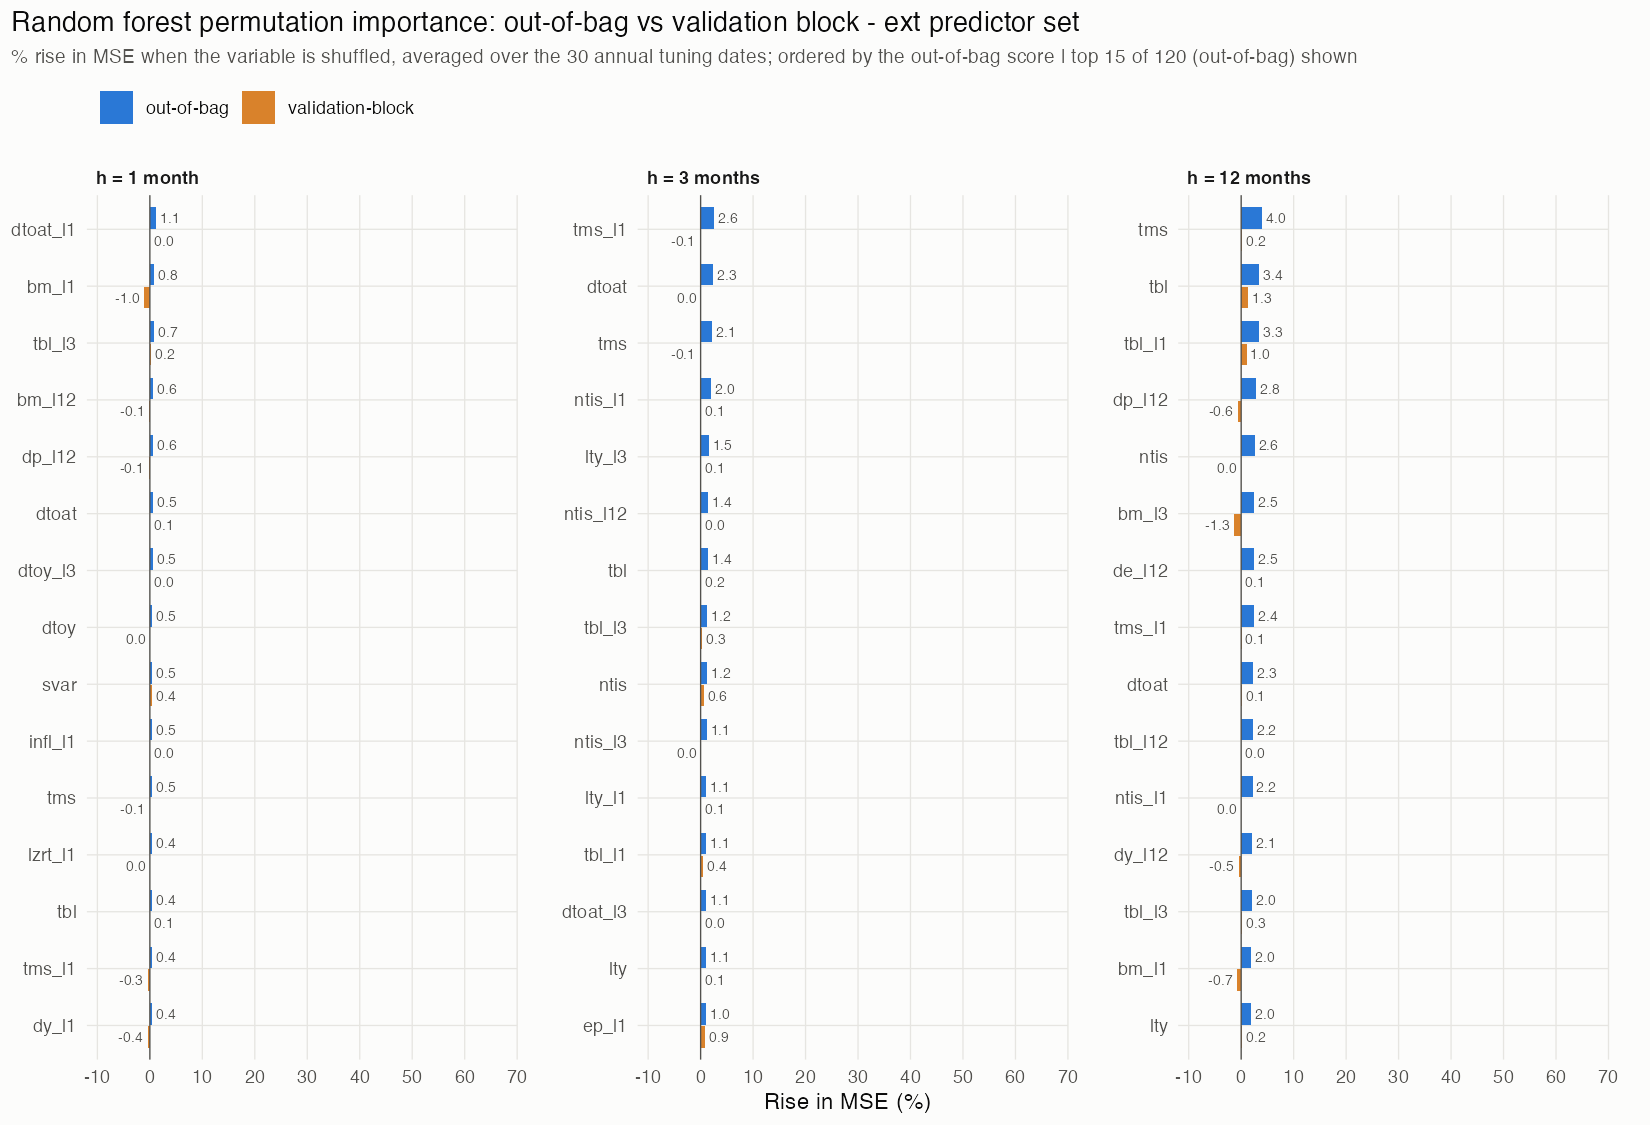 Random forest permutation importance: out-of-bag vs validation block - ext predictor set
% rise in MSE when the variable is shuffled, averaged over the 30 annual tuning dates; ordered by the out-of-bag score | top 15 of 120 (out-of-bag) shown
out-of-bag validation-block
h = 1 month
dtoat_l1 1.1 0.0
bm_l1 0.8 -1.0
tbl_l3 0.7 0.2
bm_l12 0.6 -0.1
dp_l12 0.6 -0.1
dtoat 0.5 0.1
dtoy_l3 0.5 0.0
dtoy 0.5 0.0
svar 0.5 0.4
infl_l1 0.5 0.0
tms 0.5 -0.1
lzrt_l1 0.4 0.0
tbl 0.4 0.1
tms_l1 0.4 -0.3
dy_l1 0.4 -0.4
-10 0 10 20 30 40 50 60 70
h = 3 months
tms_l1 2.6 -0.1
dtoat 2.3 0.0
tms 2.1 -0.1
ntis_l1 2.0 0.1
lty_l3 1.5 0.1
ntis_l12 1.4 0.0
tbl 1.4 0.2
tbl_l3 1.2 0.3
ntis 1.2 0.6
ntis_l3 1.1 0.0
lty_l1 1.1 0.1
tbl_l1 1.1 0.4
dtoat_l3 1.1 0.0
lty 1.1 0.1
ep_l1 1.0 0.9
-10 0 10 20 30 40 50 60 70
h = 12 months
tms 4.0 0.2
tbl 3.4 1.3
tbl_l1 3.3 1.0
dp_l12 2.8 -0.6
ntis 2.6 0.0
bm_l3 2.5 -1.3
de_l12 2.5 0.1
tms_l1 2.4 0.1
dtoat 2.3 0.1
tbl_l12 2.2 0.0
ntis_l1 2.2 0.0
dy_l12 2.1 -0.5
tbl_l3 2.0 0.3
bm_l1 2.0 -0.7
lty 2.0 0.2
-10 0 10 20 30 40 50 60 70
Rise in MSE (%)